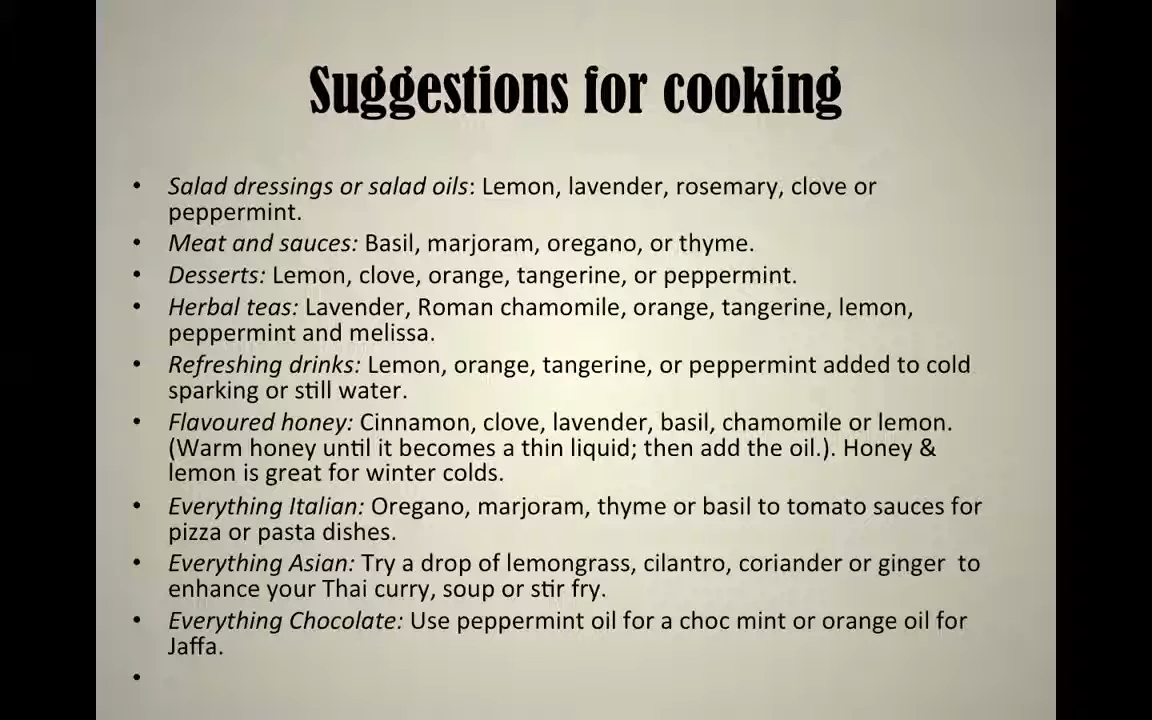 Suggestions for cooking
• Salad dressings or salad oils: Lemon, lavender, rosemary, clove or
peppermint.
• Meat and sauces: Basil, marjoram, oregano, or thyme.
• Desserts: Lemon, clove, orange, tangerine, or peppermint.
• Herbal teas: Lavender, Roman chamomile, orange, tangerine, lemon,
peppermint and melissa.
• Refreshing drinks: Lemon, orange, tangerine, or peppermint added to cold
sparking or still water.
• Flavoured honey: Cinnamon, clove, lavender, basil, chamomile or lemon.
(Warm honey until it becomes a thin liquid; then add the oil.). Honey &
lemon is great for winter colds.
• Everything Italian: Oregano, marjoram, thyme or basil to tomato sauces for
pizza or pasta dishes.
• Everything Asian: Try a drop of lemongrass, cilantro, coriander or ginger  to
enhance your Thai curry, soup or stir fry.
• Everything Chocolate: Use peppermint oil for a choc mint or orange oil for
Jaffa.
•